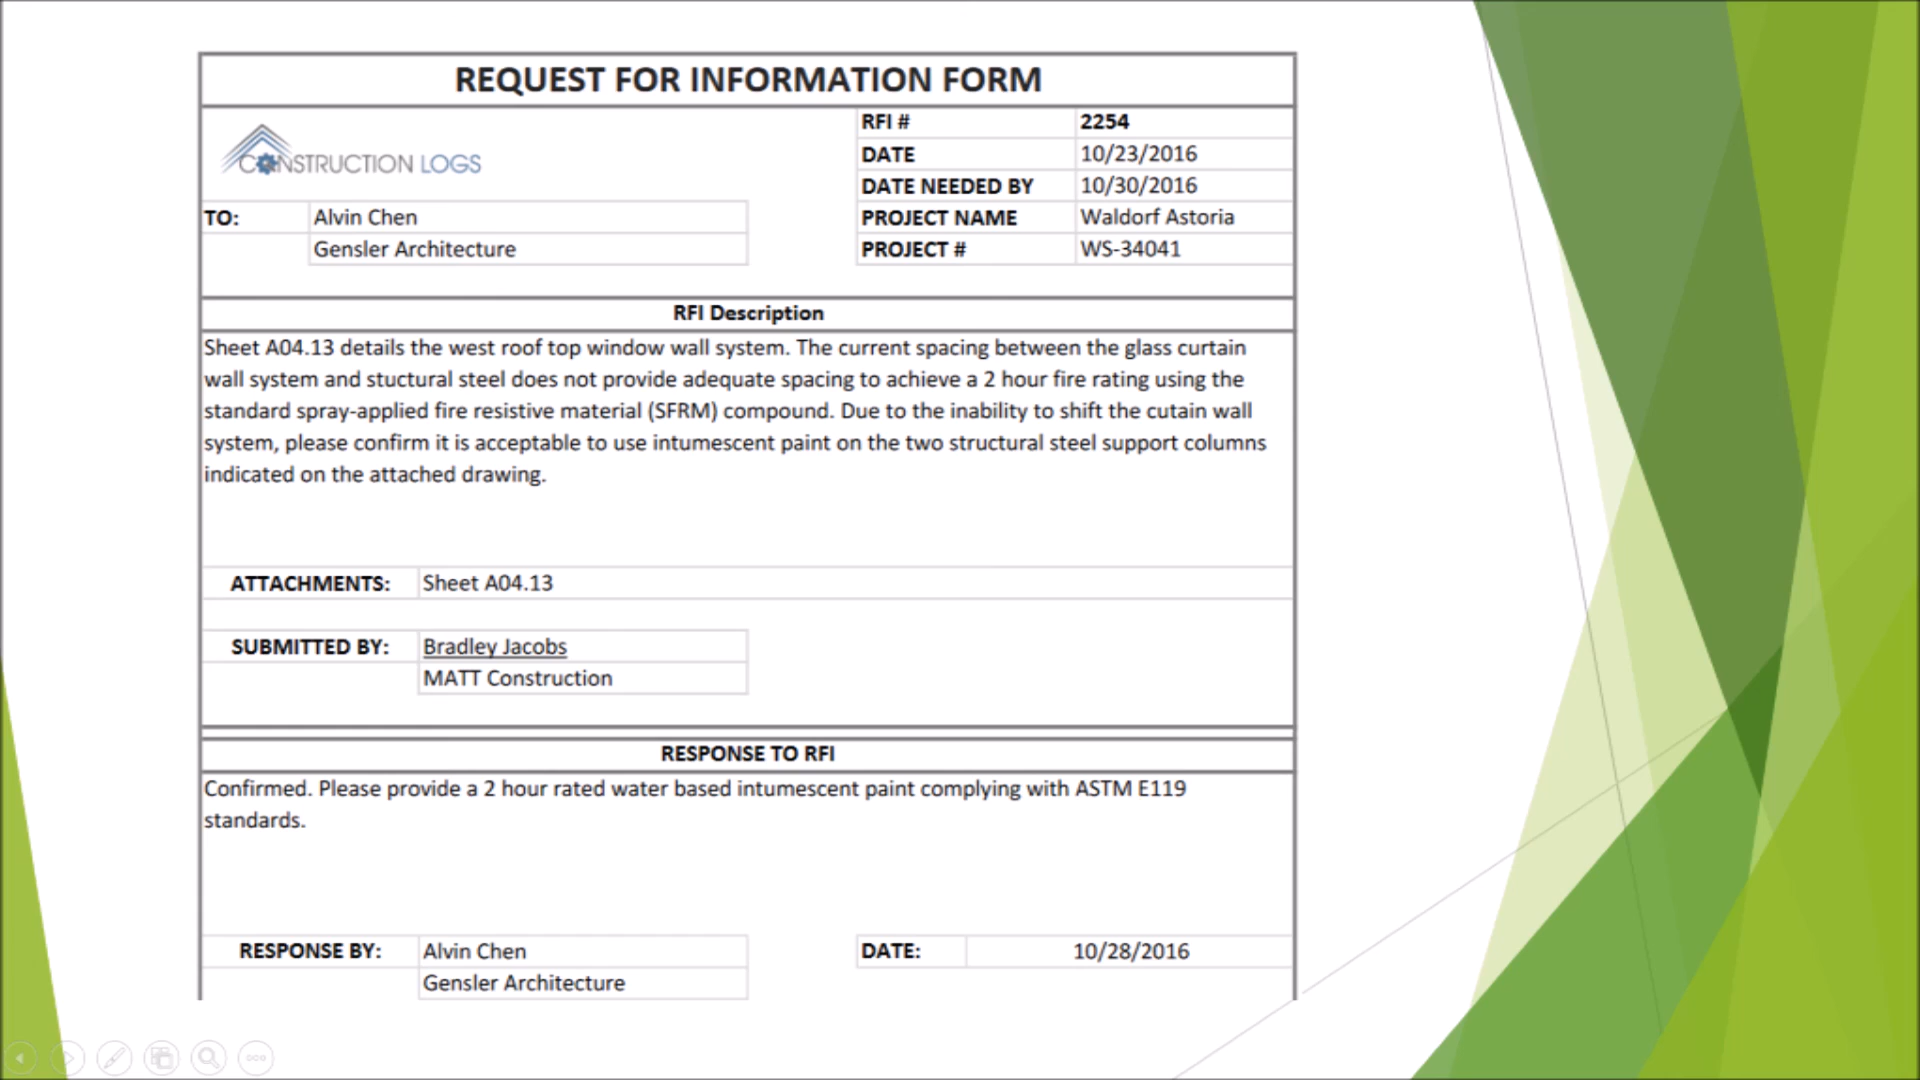 REQUEST FOR INFORMATION FORM
CONSTRUCTION LOGS
RFI # 2254
DATE 10/23/2016
DATE NEEDED BY 10/30/2016
TO: Alvin Chen PROJECT NAME Waldorf Astoria
Gensler Architecture PROJECT # WS-34041
RFI Description
Sheet A04.13 details the west roof top window wall system. The current spacing between the glass curtain
wall system and stuctural steel does not provide adequate spacing to achieve a 2 hour fire rating using the
standard spray-applied fire resistive material (SFRM) compound. Due to the inability to shift the cutain wall
system, please confirm it is acceptable to use intumescent paint on the two structural steel support columns
indicated on the attached drawing.
ATTACHMENTS: Sheet A04.13
SUBMITTED BY: Bradley Jacobs
MATT Construction
RESPONSE TO RFI
Confirmed. Please provide a 2 hour rated water based intumescent paint complying with ASTM E119
standards.
RESPONSE BY: Alvin Chen DATE: 10/28/2016
Gensler Architecture